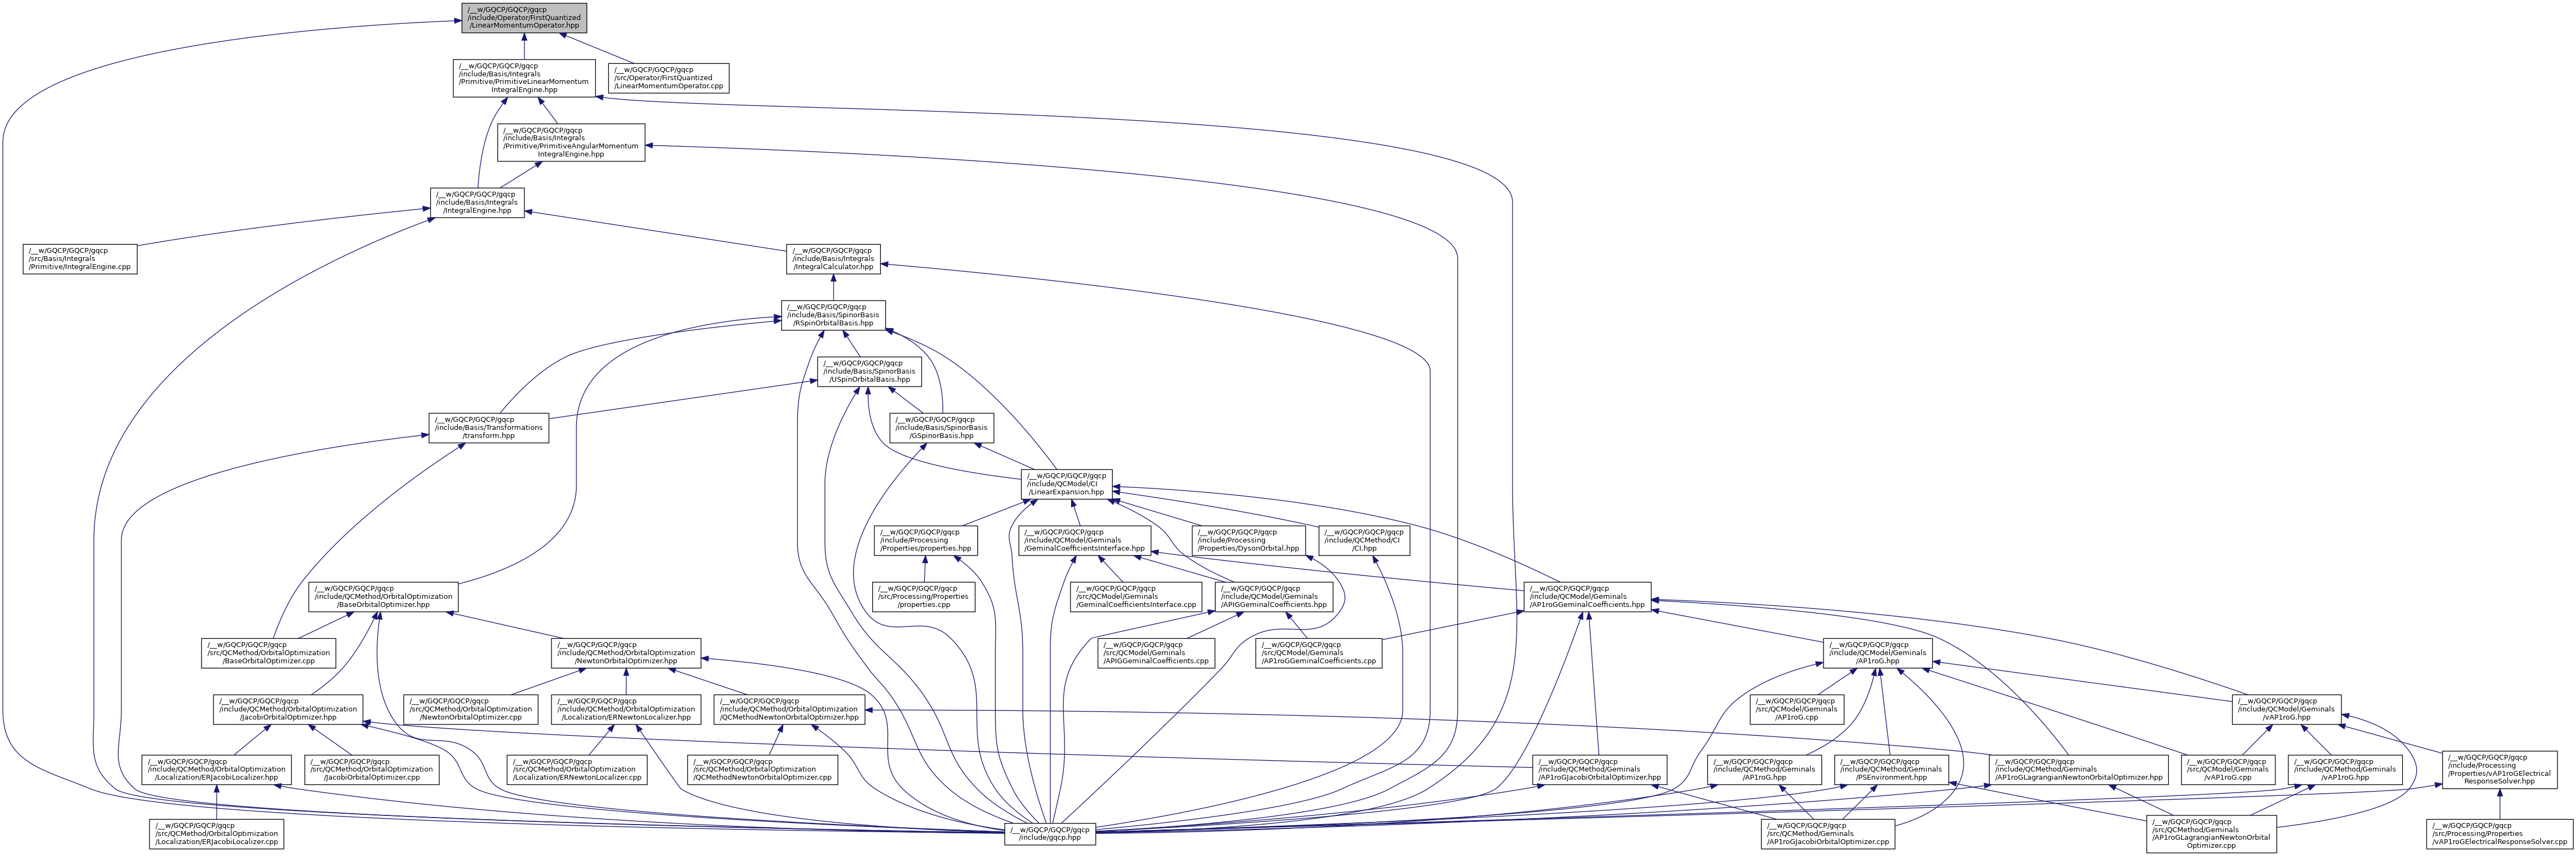 /__w/GQCP/GQCP/gqcp
/include/Operator/FirstQuantized
/LinearMomentumOperator.hpp
/__w/GQCP/GQCP/gqcp
/include/Basis/Integrals
/Primitive/PrimitiveLinearMomentum
IntegralEngine.hpp
/__w/GQCP/GQCP/gqcp
/src/Operator/FirstQuantized
/LinearMomentumOperator.cpp
/__w/GQCP/GQCP/gqcp
/include/Basis/Integrals
/Primitive/PrimitiveAngularMomentum
IntegralEngine.hpp
/__w/GQCP/GQCP/gqcp
/include/Basis/Integrals
/IntegralEngine.hpp
/__w/GQCP/GQCP/gqcp
/src/Basis/Integrals
/Primitive/IntegralEngine.cpp
/__w/GQCP/GQCP/gqcp
/include/Basis/Integrals
/IntegralCalculator.hpp
/__w/GQCP/GQCP/gqcp
/include/Basis/SpinorBasis
/RSpinOrbitalBasis.hpp
/__w/GQCP/GQCP/gqcp
/include/Basis/SpinorBasis
/USpinOrbitalBasis.hpp
/__w/GQCP/GQCP/gqcp
/include/Basis/Transformations
/transform.hpp
/__w/GQCP/GQCP/gqcp
/include/Basis/SpinorBasis
/GSpinorBasis.hpp
/__w/GQCP/GQCP/gqcp
/include/QCModel/CI
/LinearExpansion.hpp
/__w/GQCP/GQCP/gqcp
/include/Processing
/Properties/properties.hpp
/__w/GQCP/GQCP/gqcp
/include/QCModel/Geminals
/GeminalCoefficientsInterface.hpp
/__w/GQCP/GQCP/gqcp
/include/Processing
/Properties/DysonOrbital.hpp
/__w/GQCP/GQCP/gqcp
/include/QCMethod/CI
/CI.hpp
/__w/GQCP/GQCP/gqcp
/include/QCMethod/OrbitalOptimization
/BaseOrbitalOptimizer.hpp
/__w/GQCP/GQCP/gqcp
/src/Processing/Properties
/properties.cpp
/__w/GQCP/GQCP/gqcp
/src/QCModel/Geminals
/GeminalCoefficientsInterface.cpp
/__w/GQCP/GQCP/gqcp
/include/QCModel/Geminals
/APIGGeminalCoefficients.hpp
/__w/GQCP/GQCP/gqcp
/include/QCModel/Geminals
/AP1roGGeminalCoefficients.hpp
/__w/GQCP/GQCP/gqcp
/src/QCMethod/OrbitalOptimization
/BaseOrbitalOptimizer.cpp
/__w/GQCP/GQCP/gqcp
/include/QCMethod/OrbitalOptimization
/NewtonOrbitalOptimizer.hpp
/__w/GQCP/GQCP/gqcp
/src/QCModel/Geminals
/APIGGeminalCoefficients.cpp
/__w/GQCP/GQCP/gqcp
/src/QCModel/Geminals
/AP1roGGeminalCoefficients.cpp
/__w/GQCP/GQCP/gqcp
/include/QCModel/Geminals
/AP1roG.hpp
/__w/GQCP/GQCP/gqcp
/include/QCMethod/OrbitalOptimization
/JacobiOrbitalOptimizer.hpp
/__w/GQCP/GQCP/gqcp
/src/QCMethod/OrbitalOptimization
/NewtonOrbitalOptimizer.cpp
/__w/GQCP/GQCP/gqcp
/include/QCMethod/OrbitalOptimization
/Localization/ERNewtonLocalizer.hpp
/__w/GQCP/GQCP/gqcp
/include/QCMethod/OrbitalOptimization
/QCMethodNewtonOrbitalOptimizer.hpp
/__w/GQCP/GQCP/gqcp
/src/QCModel/Geminals
/AP1roG.cpp
/__w/GQCP/GQCP/gqcp
/include/QCModel/Geminals
/vAP1roG.hpp
/__w/GQCP/GQCP/gqcp
/include/QCMethod/OrbitalOptimization
/Localization/ERJacobiLocalizer.hpp
/__w/GQCP/GQCP/gqcp
/src/QCMethod/OrbitalOptimization
/JacobiOrbitalOptimizer.cpp
/__w/GQCP/GQCP/gqcp
/src/QCMethod/OrbitalOptimization
/Localization/ERNewtonLocalizer.cpp
/__w/GQCP/GQCP/gqcp
/src/QCMethod/OrbitalOptimization
/QCMethodNewtonOrbitalOptimizer.cpp
/__w/GQCP/GQCP/gqcp
/include/QCMethod/Geminals
/AP1roGJacobiOrbitalOptimizer.hpp
/__w/GQCP/GQCP/gqcp
/include/QCMethod/Geminals
/AP1roG.hpp
/__w/GQCP/GQCP/gqcp
/include/QCMethod/Geminals
/PSEnvironment.hpp
/__w/GQCP/GQCP/gqcp
/include/QCMethod/Geminals
/AP1roGLagrangianNewtonOrbitalOptimizer.hpp
/__w/GQCP/GQCP/gqcp
/src/QCModel/Geminals
/vAP1roG.cpp
/__w/GQCP/GQCP/gqcp
/include/QCMethod/Geminals
/vAP1roG.hpp
/__w/GQCP/GQCP/gqcp
/include/Processing
/Properties/vAP1roGElectrical
ResponseSolver.hpp
/__w/GQCP/GQCP/gqcp
/src/QCMethod/OrbitalOptimization
/Localization/ERJacobiLocalizer.cpp
/__w/GQCP/GQCP/gqcp
/include/gqcp.hpp
/__w/GQCP/GQCP/gqcp
/src/QCMethod/Geminals
/AP1roGJacobiOrbitalOptimizer.cpp
/__w/GQCP/GQCP/gqcp
/src/QCMethod/Geminals
/AP1roGLagrangianNewtonOrbital
Optimizer.cpp
/__w/GQCP/GQCP/gqcp
/src/Processing/Properties
/vAP1roGElectricalResponseSolver.cpp